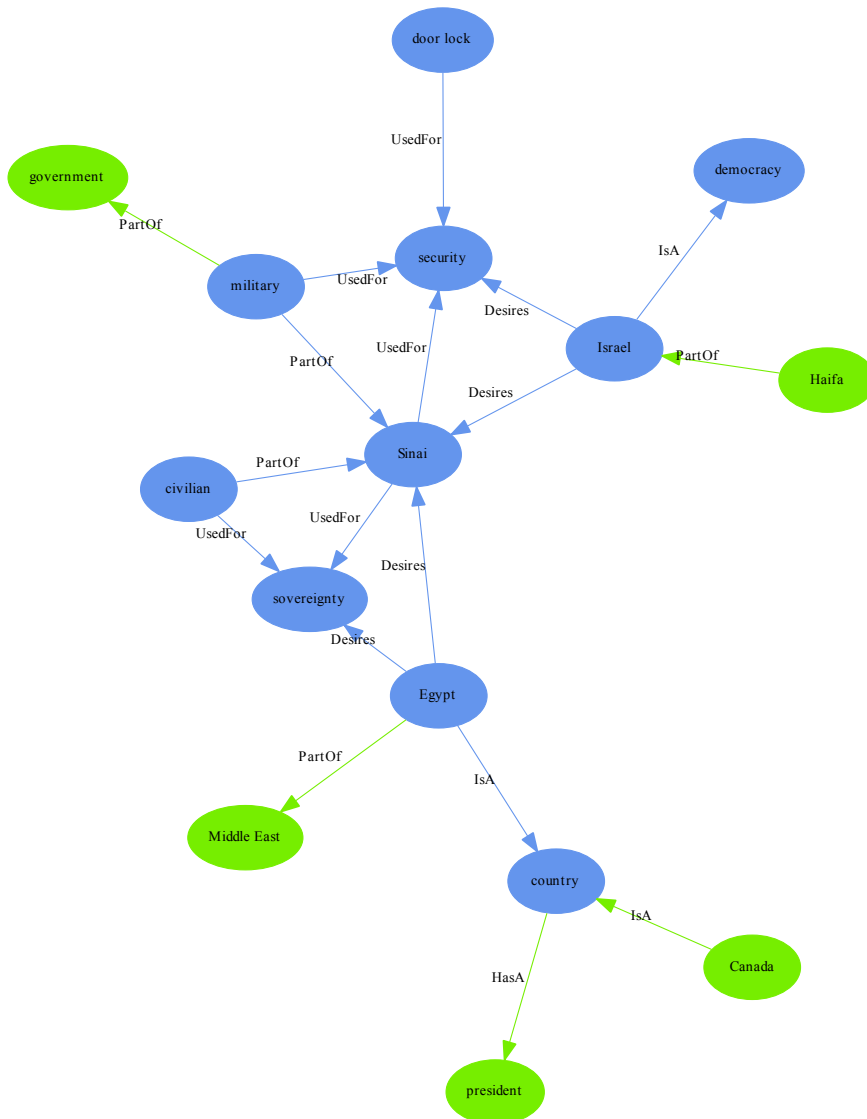 door lock
UsedFor
government
democracy
PartOf
IsA
security
military
UsedFor
Desires
Israel
PartOf
UsedFor
PartOf
Haifa
Desires
Sinai
PartOf
civilian
UsedFor
UsedFor
Desires
sovereignty
Desires
Egypt
PartOf
IsA
Middle East
country
IsA
Canada
HasA
president